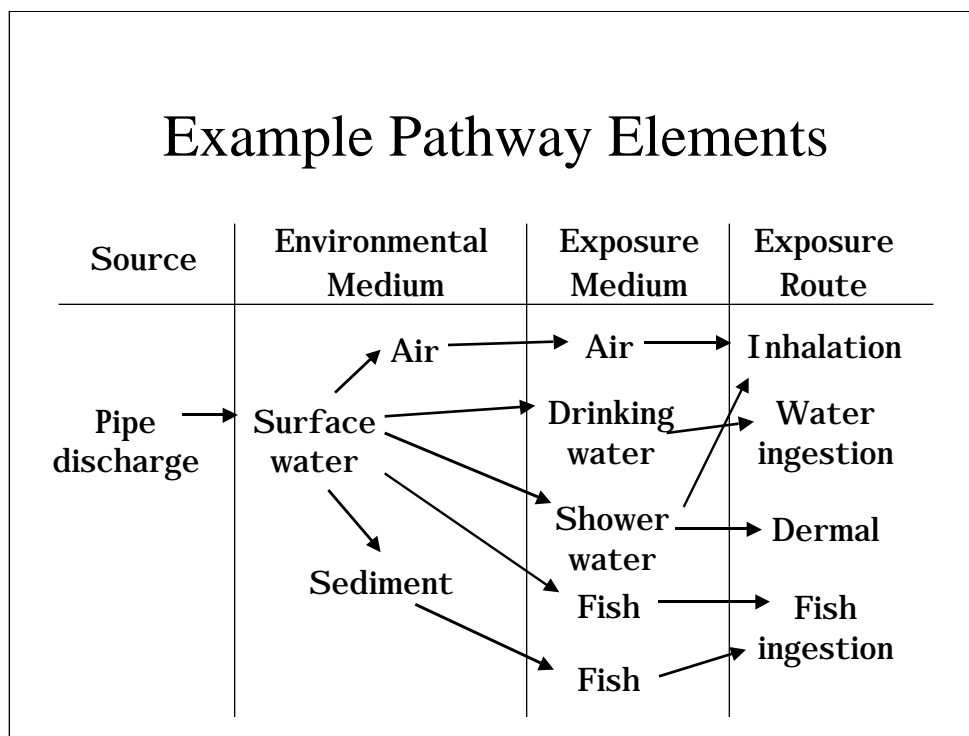 Example Pathway Elements
Source
Environmental
Medium
Exposure
Medium
Exposure
Route
Pipe
discharge
Surface
water
Air
Sediment
Air
Drinking
water
Shower
water
Fish
Fish
Inhalation
Water
ingestion
Dermal
Fish
ingestion